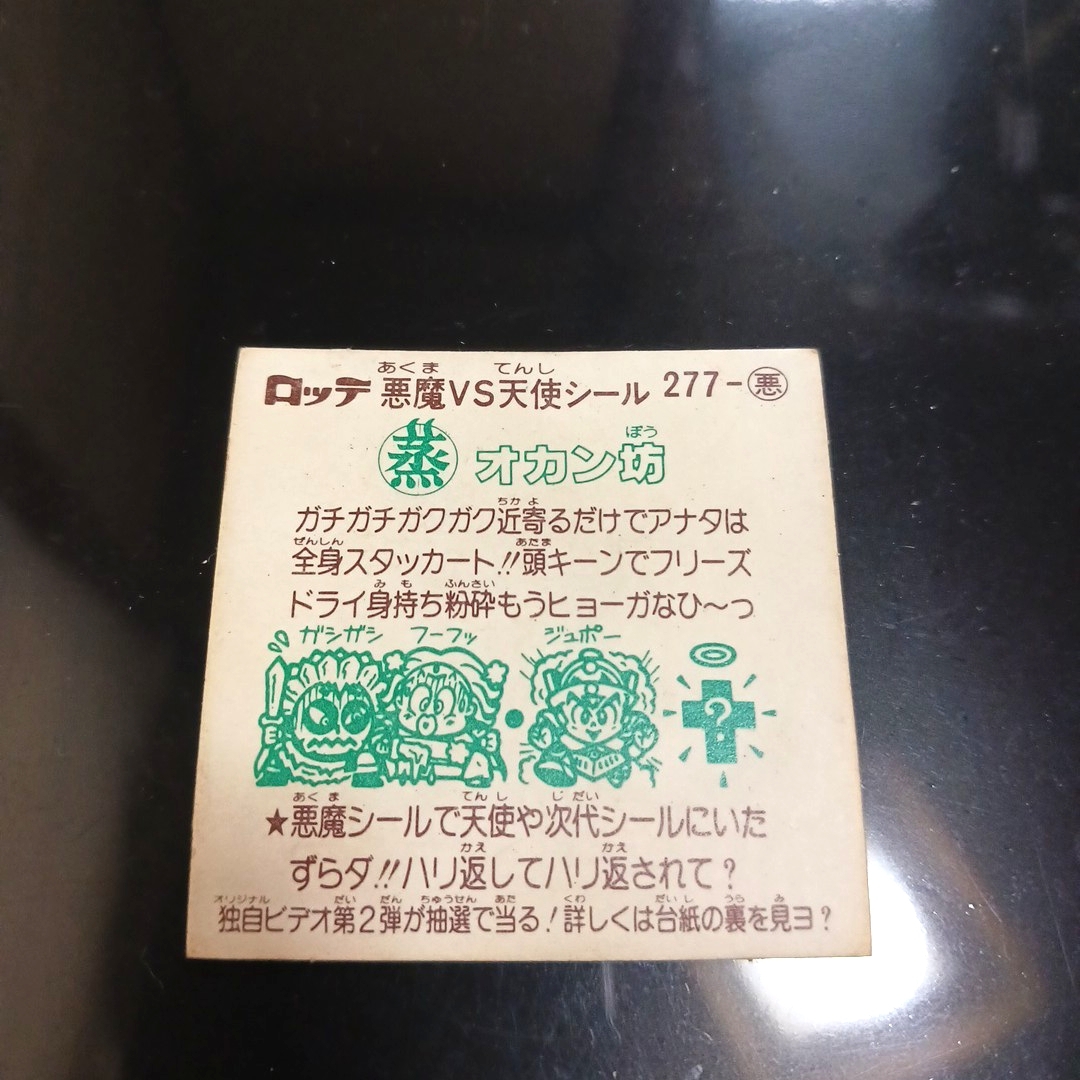 ロッテ 悪魔VS天使シール 277-悪
あくま てんし
蒸 オカン坊
ぼう
ガチガチガクガク近寄るだけでアナタは
ちかよ
全身スタッカート!!頭キーンでフリーズ
ぜんしん あたま
ドライ身持ち粉砕もうヒョーガなひ〜っ
みも ふんさい
ガシガシ フーフッ ジュポー
?
★悪魔シールで天使や次代シールにいた
あくま てんし じだい
ずらダ!!ハリ返してハリ返されて?
かえ かえ
独自ビデオ第2弾が抽選で当る!詳しくは台紙の裏を見ヨ?
オリジナル だい だん ちゅうせん あた くわ だいし うら み